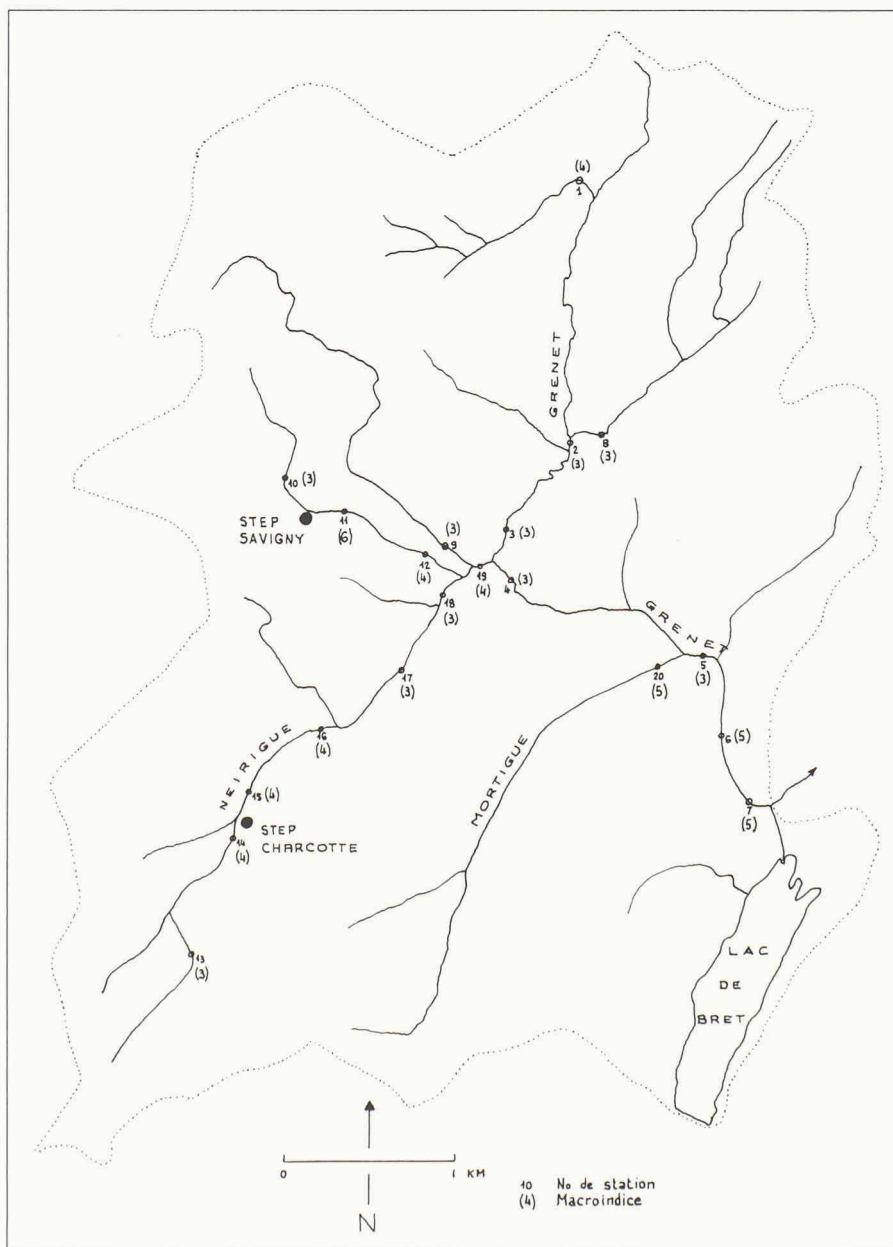 (4)
1
GRENET
2
(3)
8
(3)
10 (3)
STEP
SAVIGNY
11
(6)
(3)
9
3 (3)
12
(4)
19
(4)
4
(3)
18
(3)
GRENET
17
(3)
20
(5)
5
(3)
16
(4)
6 (5)
NEIRIGUE
MORTIGUE
15 (4)
7
(5)
STEP
CHARCOTTE
14
(4)
13
(3)
LAC
DE
BRET
0 1 KM
10 No de station
(4) Macroindice
N